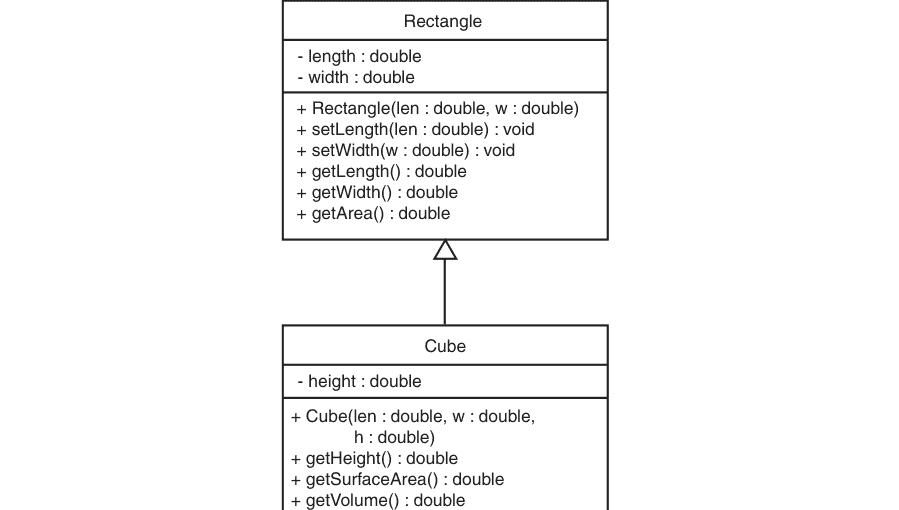 Rectangle
- length : double
- width : double
+ Rectangle(len : double, w : double)
+ setLength(len : double) : void
+ setWidth(w : double) : void
+ getLength() : double
+ getWidth() : double
+ getArea() : double
Cube
- height : double
+ Cube(len : double, w : double,
h : double)
+ getHeight() : double
+ getSurfaceArea() : double
+ getVolume() : double